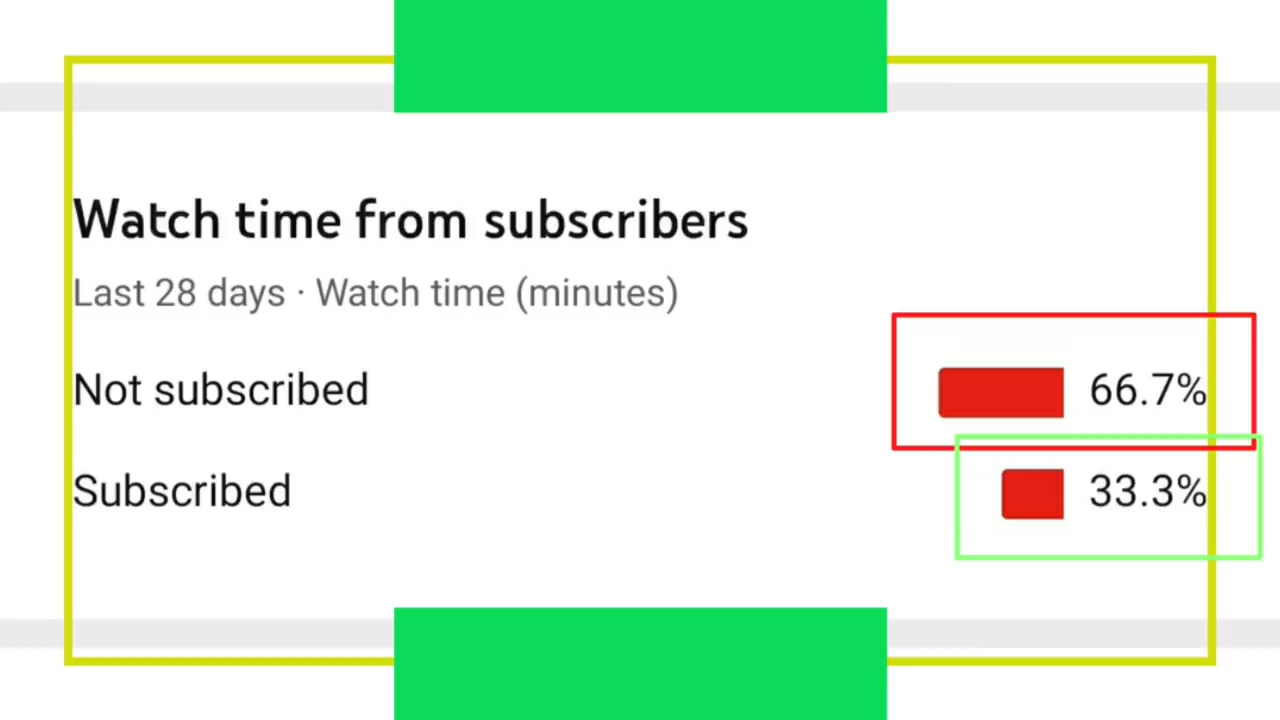 Watch time from subscribers
Last 28 days · Watch time (minutes)
Not subscribed 66.7%
Subscribed 33.3%